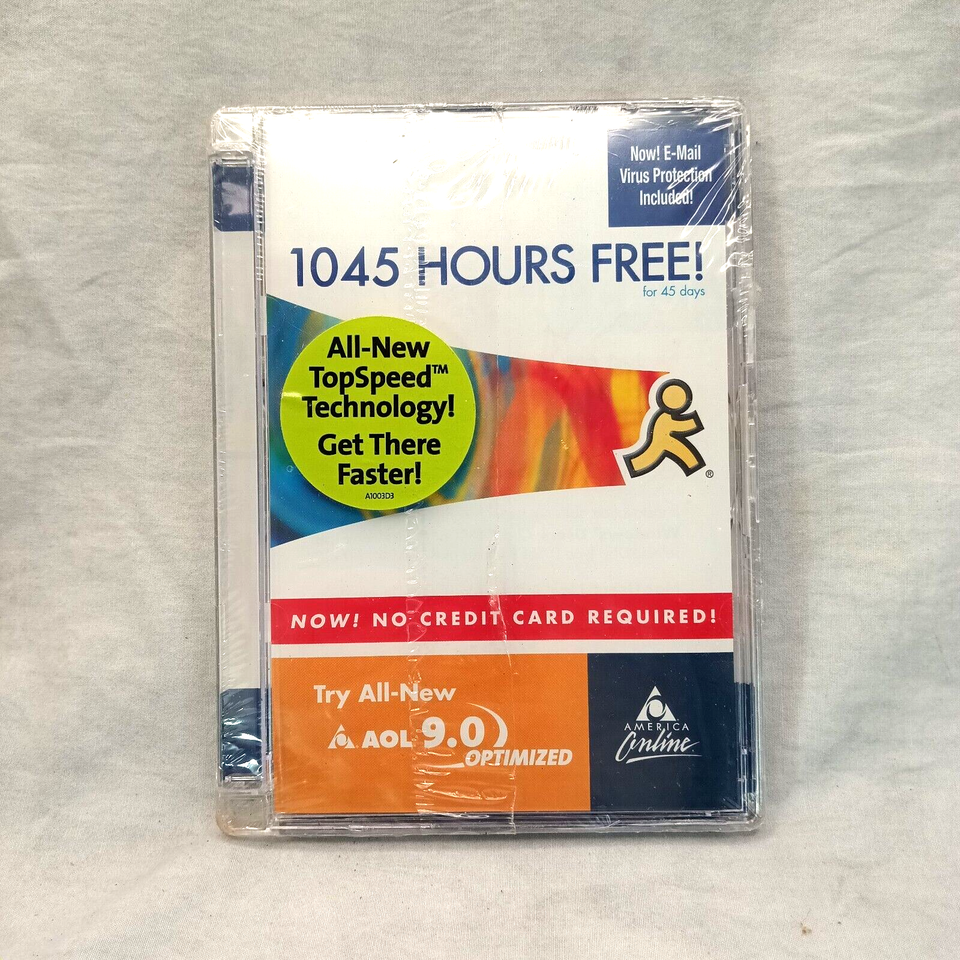 Now! E-Mail
Virus Protection
Included!
1045 HOURS FREE!
for 45 days
All-New
TopSpeed™
Technology!
Get There
Faster!
A1003D3
®
NOW! NO CREDIT CARD REQUIRED!
Try All-New
AOL 9.0
OPTIMIZED
AMERICA
Online